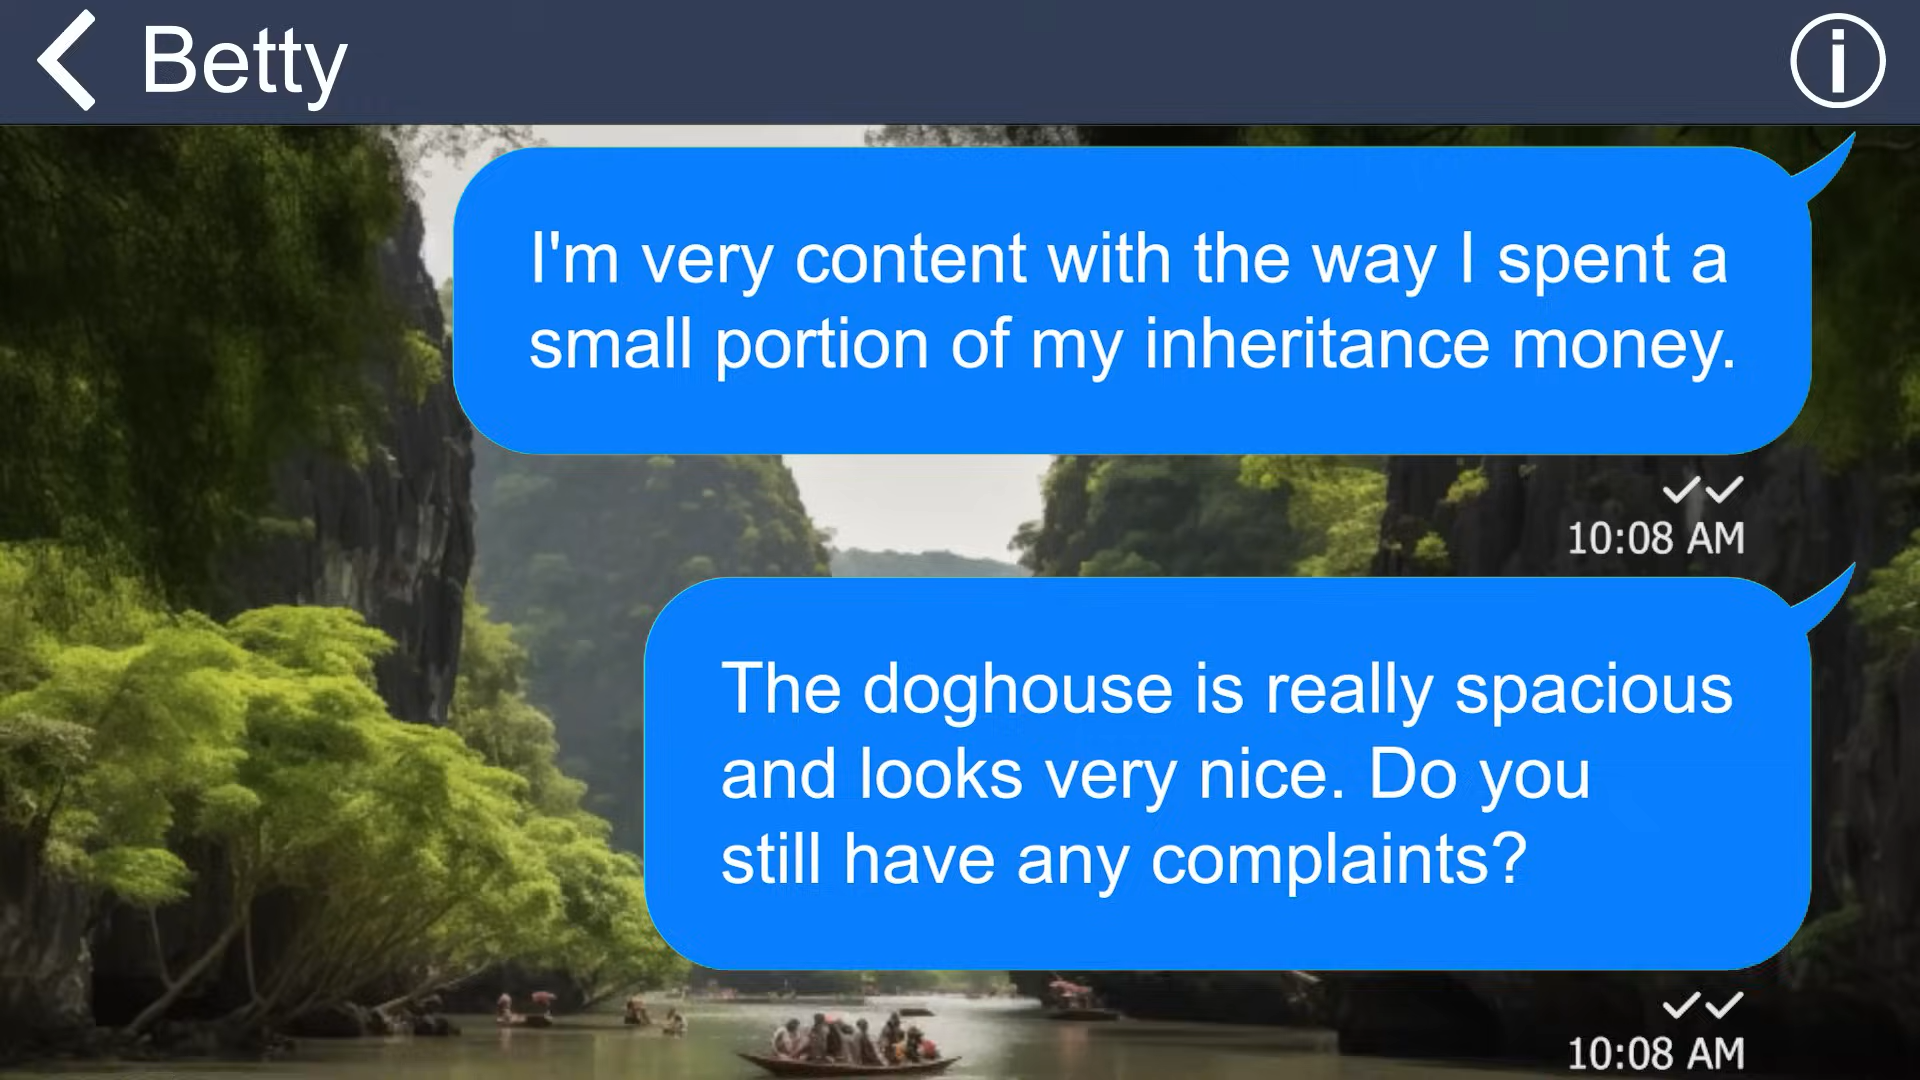 Betty
I'm very content with the way I spent a
small portion of my inheritance money.
10:08 AM
The doghouse is really spacious
and looks very nice. Do you
still have any complaints?
10:08 AM